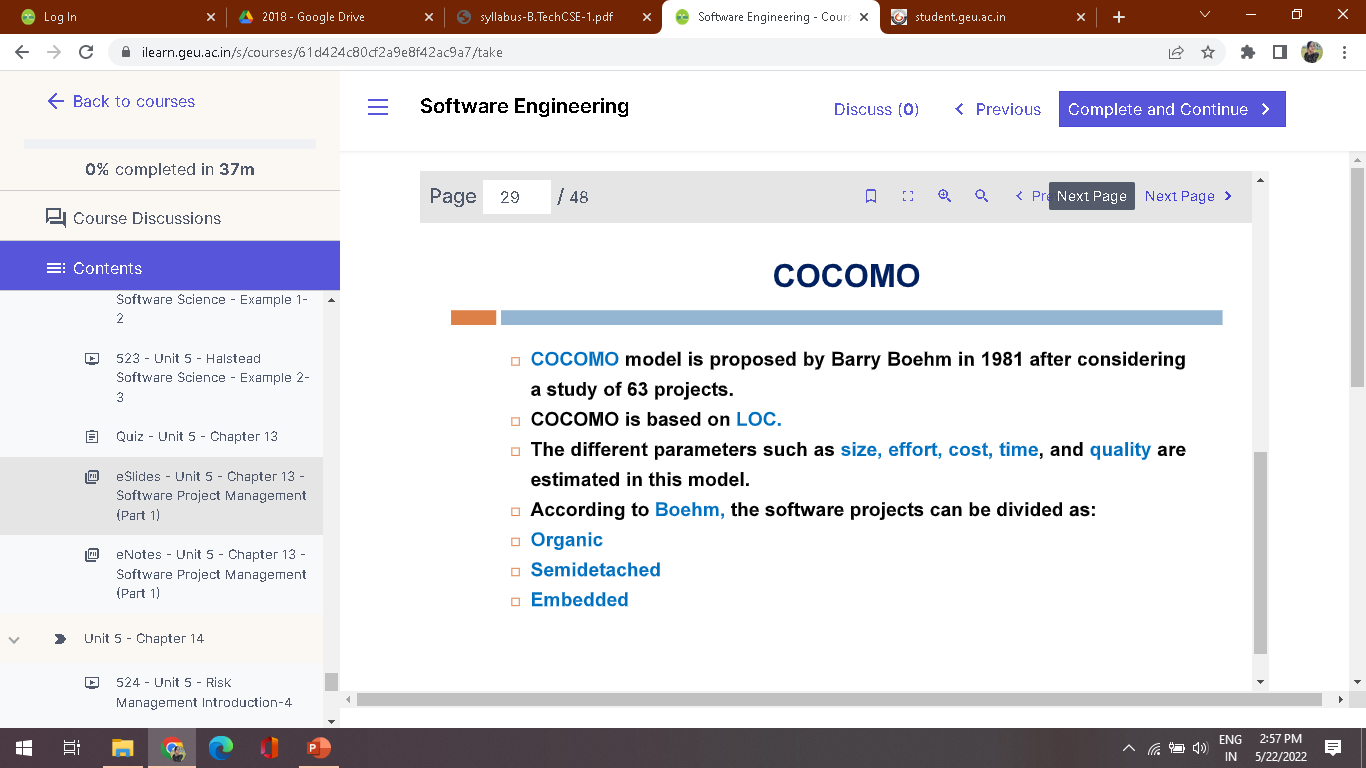 Log In
2018 - Google Drive
syllabus-B.TechCSE-1.pdf
Software Engineering - Cour
student.geu.ac.in
ilearn.geu.ac.in/s/courses/61d424c80cf2a9e8f42ac9a7/take
Back to courses
0% completed in 37m
Course Discussions
Contents
Software Science - Example 1-
2
523 - Unit 5 - Halstead
Software Science - Example 2-
3
Quiz - Unit 5 - Chapter 13
eSlides - Unit 5 - Chapter 13 -
Software Project Management
(Part 1)
eNotes - Unit 5 - Chapter 13 -
Software Project Management
(Part 1)
Unit 5 - Chapter 14
524 - Unit 5 - Risk
Management Introduction-4
Software Engineering
Discuss (0)
Previous
Complete and Continue
Page 29 / 48
Pre
Next Page
Next Page
COCOMO
COCOMO model is proposed by Barry Boehm in 1981 after considering
a study of 63 projects.
COCOMO is based on LOC.
The different parameters such as size, effort, cost, time, and quality are
estimated in this model.
According to Boehm, the software projects can be divided as:
Organic
Semidetached
Embedded
ENG
IN
2:57 PM
5/22/2022